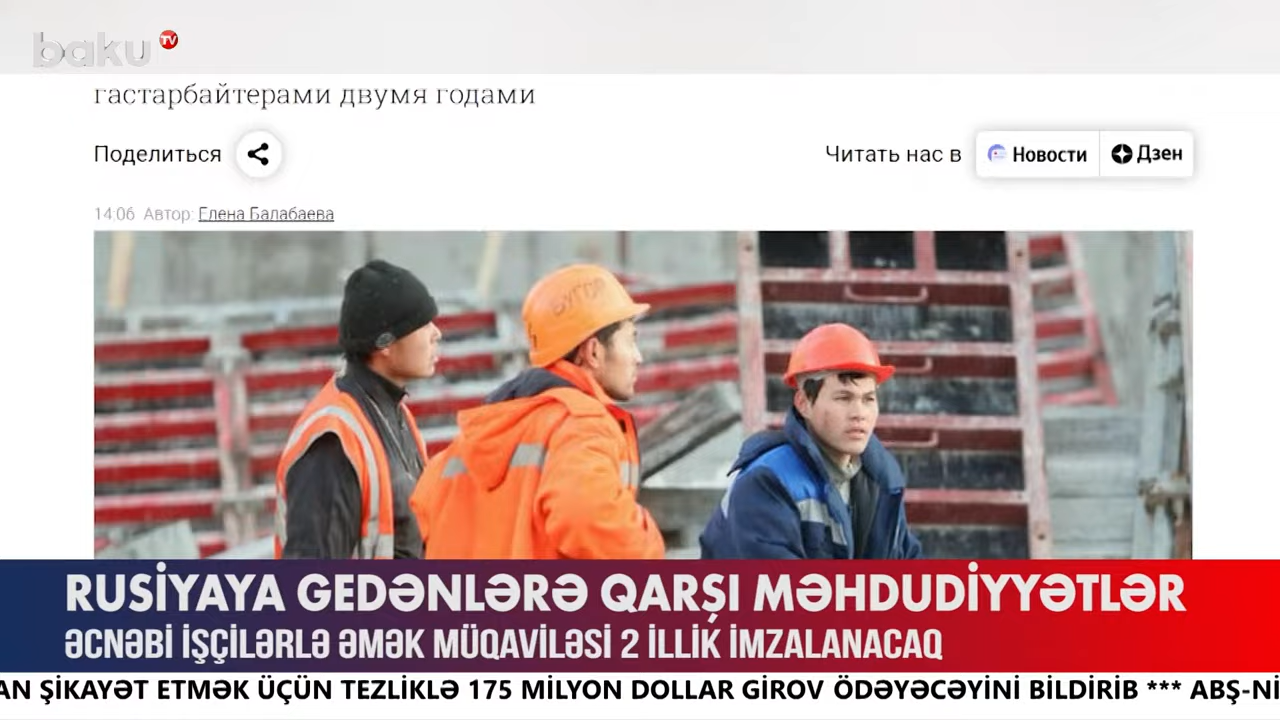 baku TV
гастарбайтерами двумя годами
Поделиться
Читать нас в Новости Дзен
14:06 Автор: Елена Балабаева
БУГОР
RUSİYAYA GEDƏNLƏRƏ QARŞI MƏHDUDİYYƏTLƏR
ƏCNƏBİ İŞÇİLƏRLƏ ƏMƏK MÜQAVİLƏSİ 2 İLLİK İMZALANACAQ
AN ŞİKAYƏT ETMƏK ÜÇÜN TEZLİKLƏ 175 MİLYON DOLLAR GİROV ÖDƏYƏCƏYİNİ BİLDİRİB *** ABŞ-Nİ